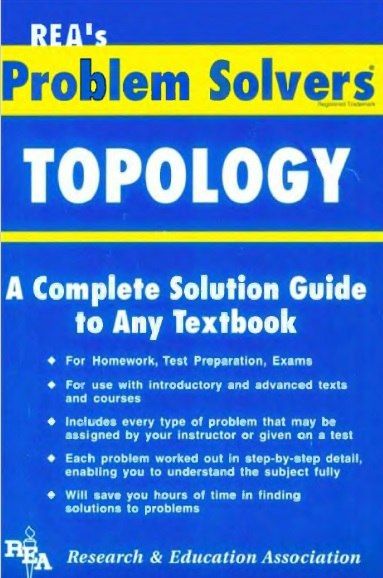 REA's
Problem Solvers®
Registered Trademark
TOPOLOGY
A Complete Solution Guide
to Any Textbook
◆ For Homework, Test Preparation, Exams
◆ For use with introductory and advanced texts
and courses
◆ Includes every type of problem that may be
assigned by your instructor or given on a test
◆ Each problem worked out in step-by-step detail,
enabling you to understand the subject fully
◆ Will save you hours of time in finding
solutions to problems
REA
Research & Education Association